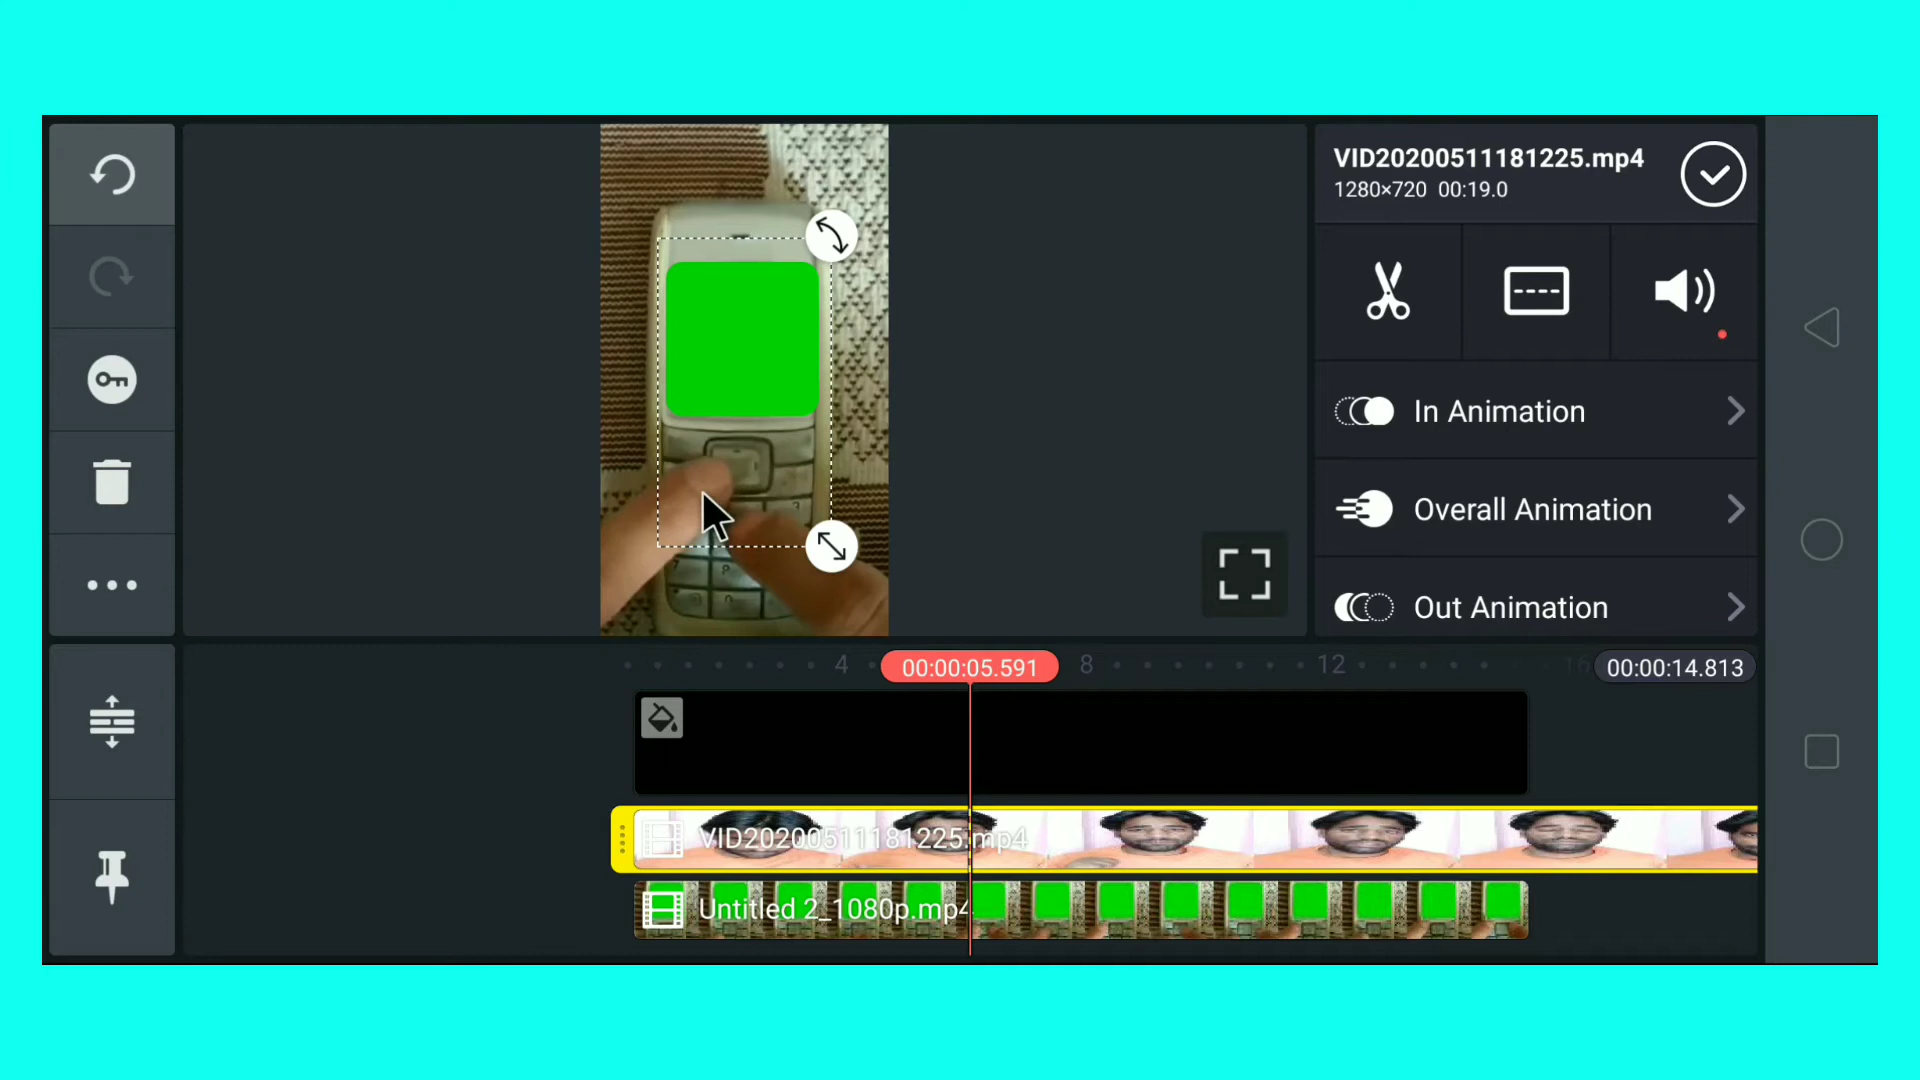 VID20200511181225.mp4
1280×720 00:19.0
In Animation
Overall Animation
Out Animation
4 00:00:05.591 8 12 16 00:00:14.813
VID20200511181225.mp4
Untitled 2_1080p.mp4